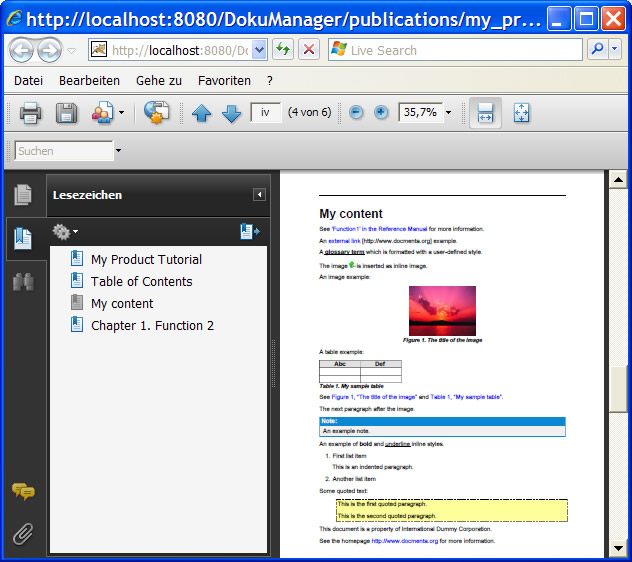 http://localhost:8080/DokuManager/publications/my_pr...
http://localhost:8080/Do
Live Search
Datei Bearbeiten Gehe zu Favoriten ?
iv (4 von 6) 35,7%
Suchen
Lesezeichen
My Product Tutorial
Table of Contents
My content
Chapter 1. Function 2
My content
See 'Function1' in the Reference Manual for more information.
An external link [http://www.docmenta.org] example.
A glossary term which is formatted with a user-defined style.
The image is inserted as inline image.
An image example:
Figure 1. The title of the image
A table example:
Abc Def
Table 1. My sample table
See Figure 1, "The title of the image" and Table 1, "My sample table".
The next paragraph after the image.
Note:
An example note.
An example of bold and underline inline styles.
1. First list item
This is an indented paragraph.
2. Another list item
Some quoted text:
This is the first quoted paragraph.
This is the second quoted paragraph.
This document is a property of International Dummy Corporation.
See the homepage http://www.docmenta.org for more information.